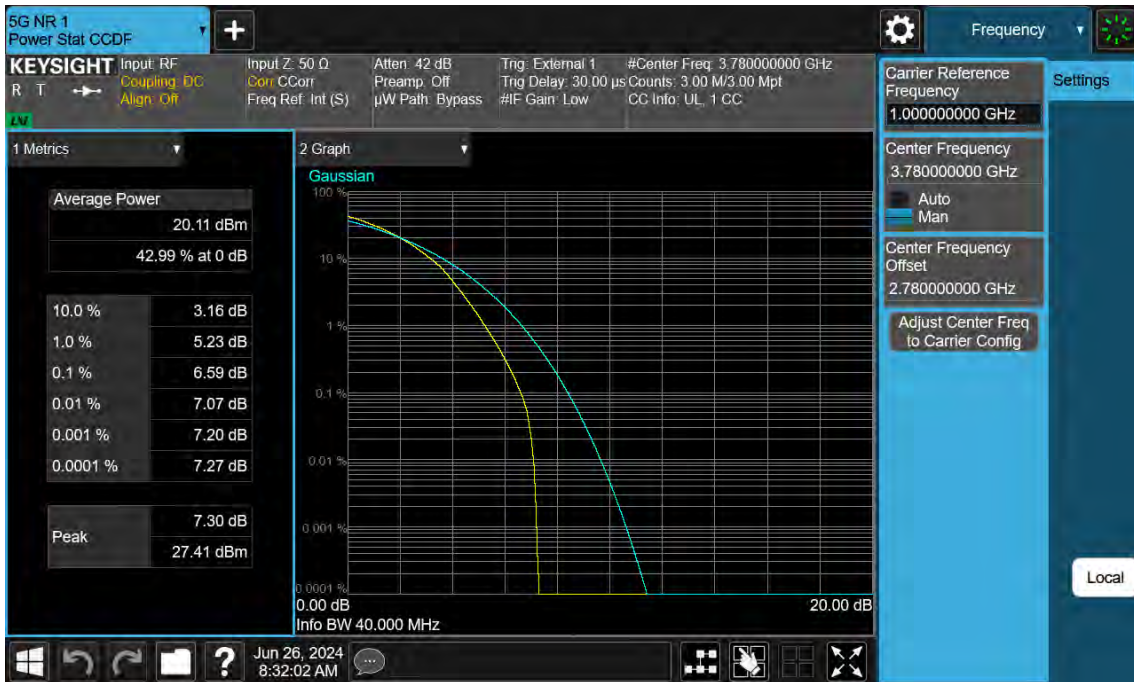 5G NR 1
Power Stat CCDF
Frequency
KEYSIGHT
R T
LNI
Input: RF
Coupling: DC
Align: Off
Input Z: 50 Ω
Corr CCorr
Freq Ref: Int (S)
Atten: 42 dB
Preamp: Off
µW Path: Bypass
Trig: External 1
Trig Delay: 30.00 µs
#IF Gain: Low
#Center Freq: 3.780000000 GHz
Counts: 3.00 M/3.00 Mpt
CC Info: UL, 1 CC
1 Metrics
Average Power
20.11 dBm
42.99 % at 0 dB
10.0 % 3.16 dB
1.0 % 5.23 dB
0.1 % 6.59 dB
0.01 % 7.07 dB
0.001 % 7.20 dB
0.0001 % 7.27 dB
Peak
7.30 dB
27.41 dBm
2 Graph
Gaussian
100 %
10 %
1 %
0.1 %
0.01 %
0.001 %
0.0001 %
0.00 dB 20.00 dB
Info BW 40.000 MHz
Carrier Reference
Frequency
1.000000000 GHz
Center Frequency
3.780000000 GHz
Auto
Man
Center Frequency
Offset
2.780000000 GHz
Adjust Center Freq
to Carrier Config
Settings
Local
?
Jun 26, 2024
8:32:02 AM